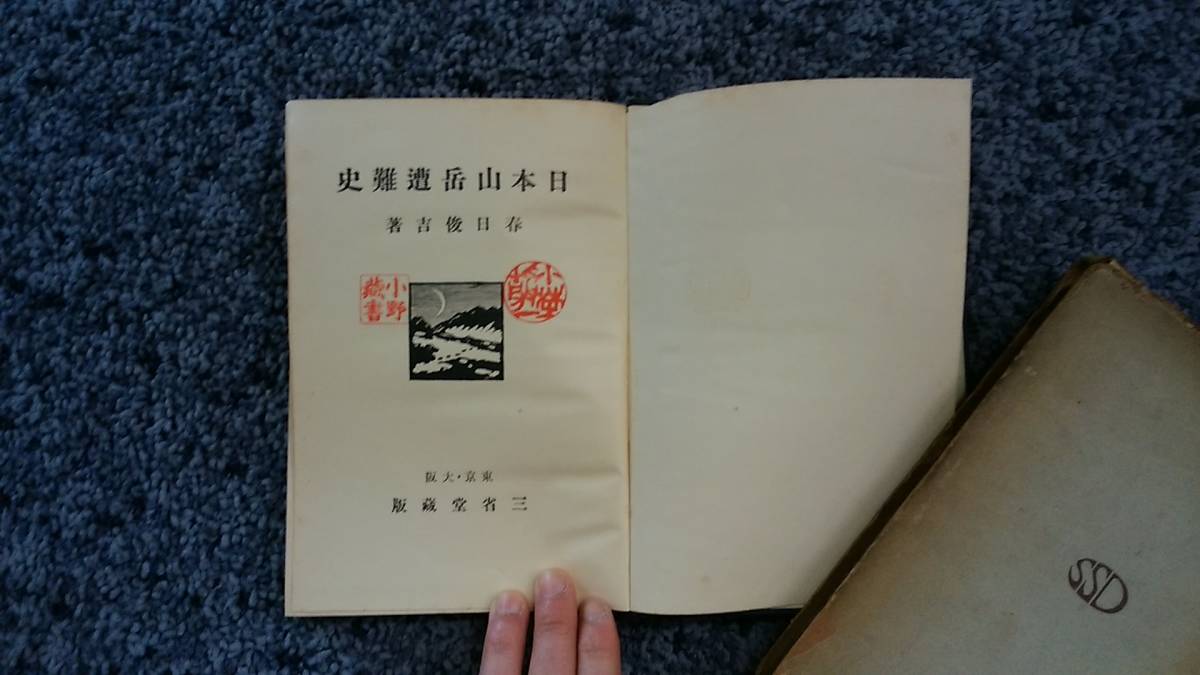 日本山岳遭難史
春日俊吉著
小野
藏書
東京・大阪
三省堂藏版
SSD